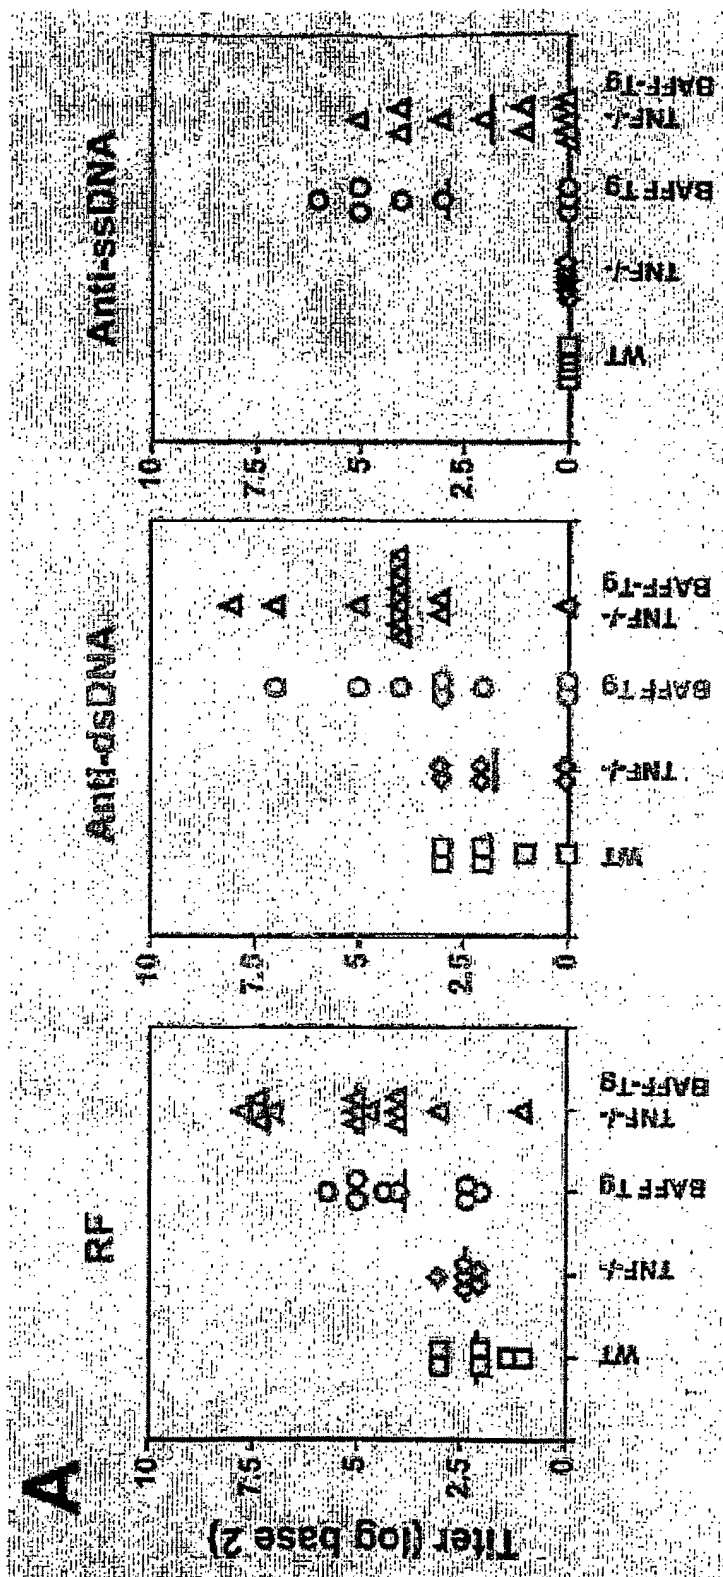 A
RF
Anti-dsDNA
Anti-ssDNA
Titer (log base 2)
10
7.5
5
2.5
0
WT
TNF-/-
BAFF Tg
TNF-/-
BAFF-Tg
10
7.5
5
2.5
0
WT
TNF-/-
BAFF Tg
TNF-/-
BAFF-Tg
10
7.5
5
2.5
0
WT
TNF-/-
BAFF Tg
TNF-/-
BAFF-Tg